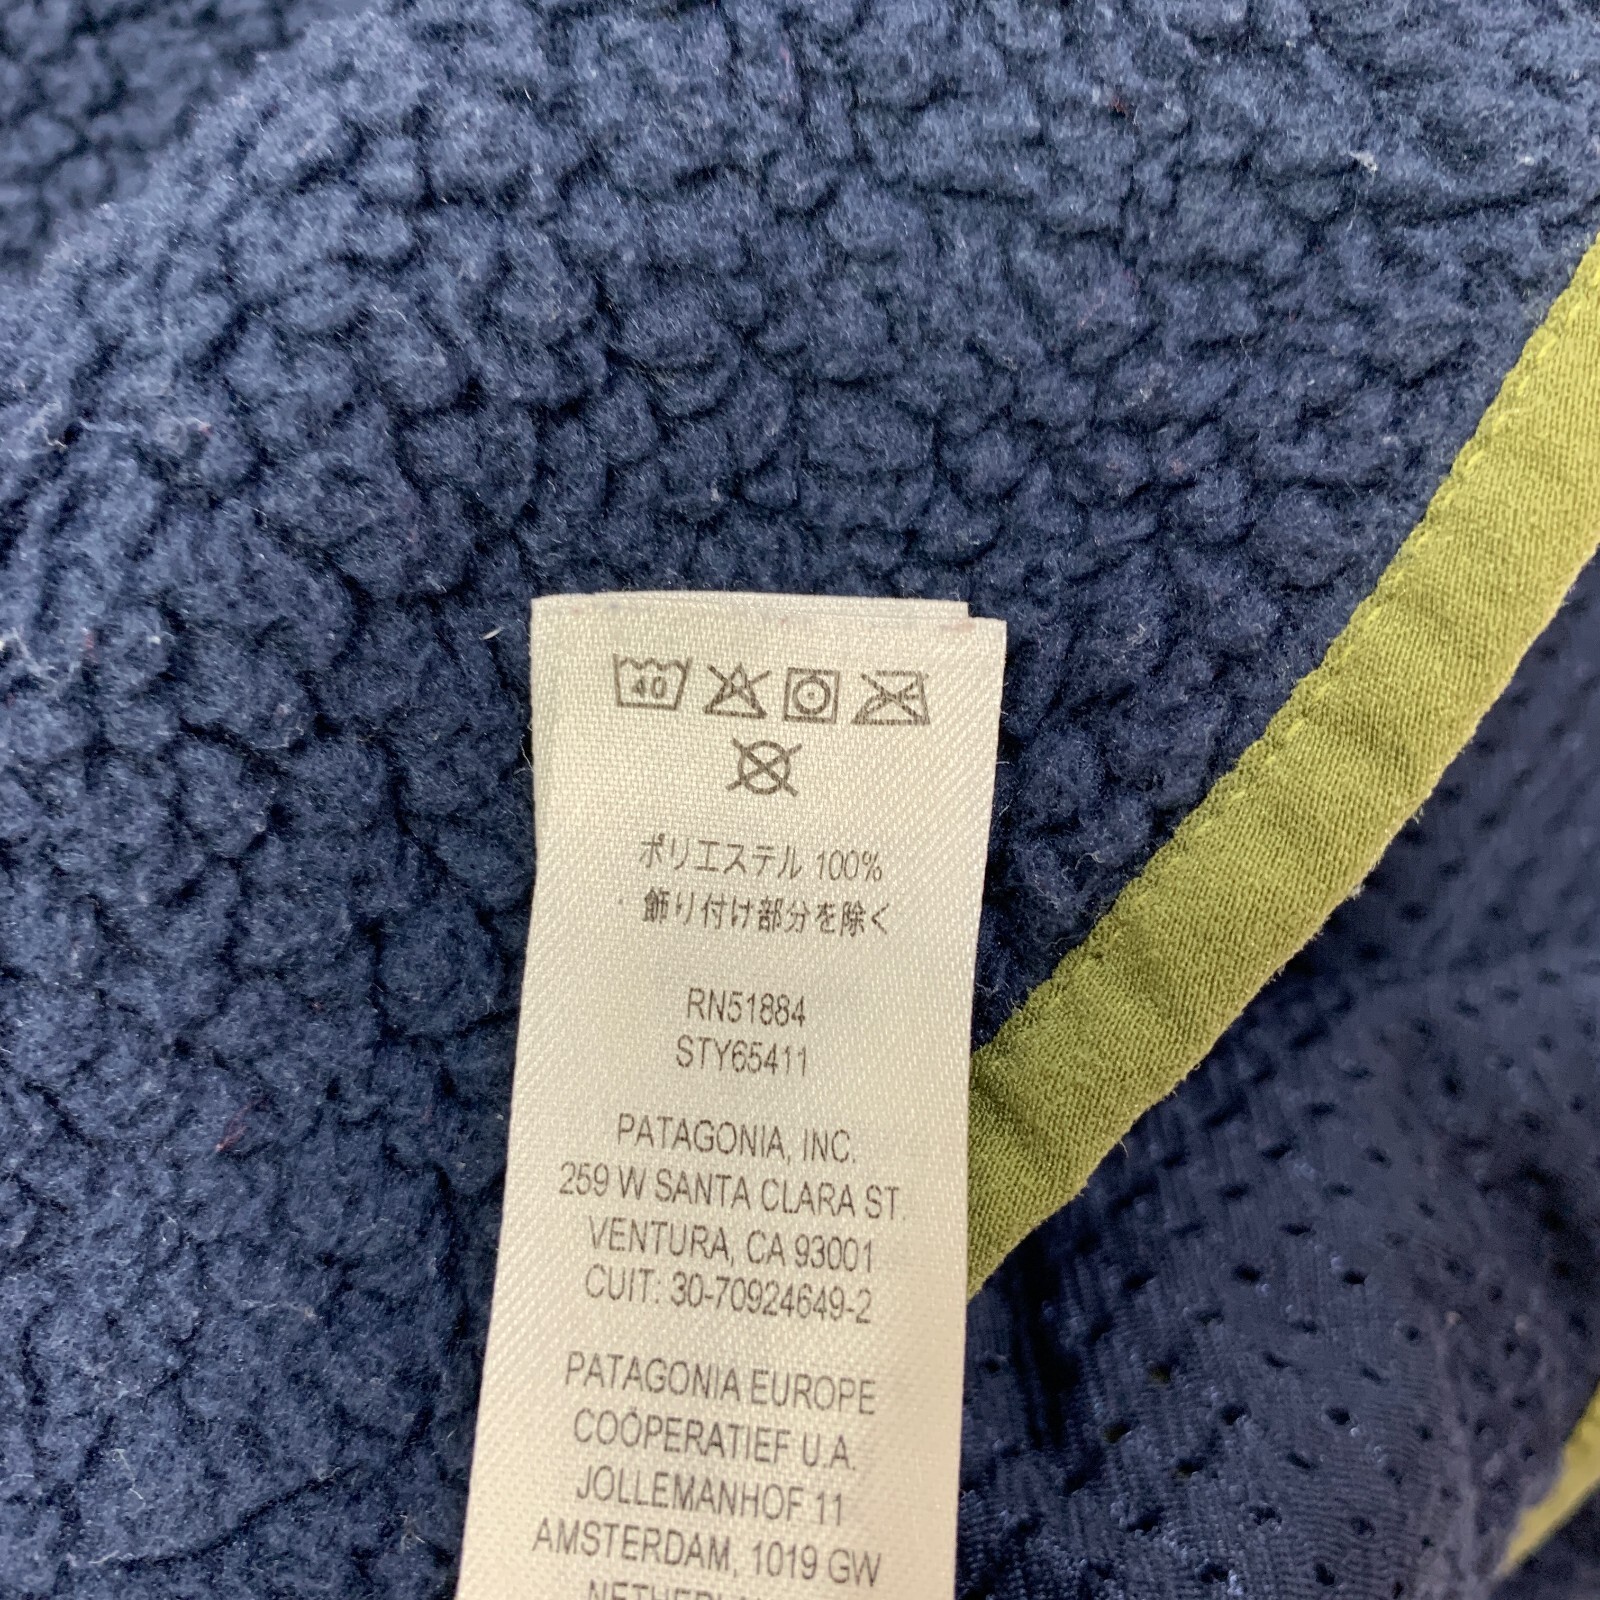 40
ポリエステル 100%
飾り付け部分を除く
RN51884
STY65411
PATAGONIA, INC.
259 W SANTA CLARA ST.
VENTURA, CA 93001
CUIT: 30-70924649-2
PATAGONIA EUROPE
COÖPERATIEF U.A.
JOLLEMANHOF 11
AMSTERDAM, 1019 GW